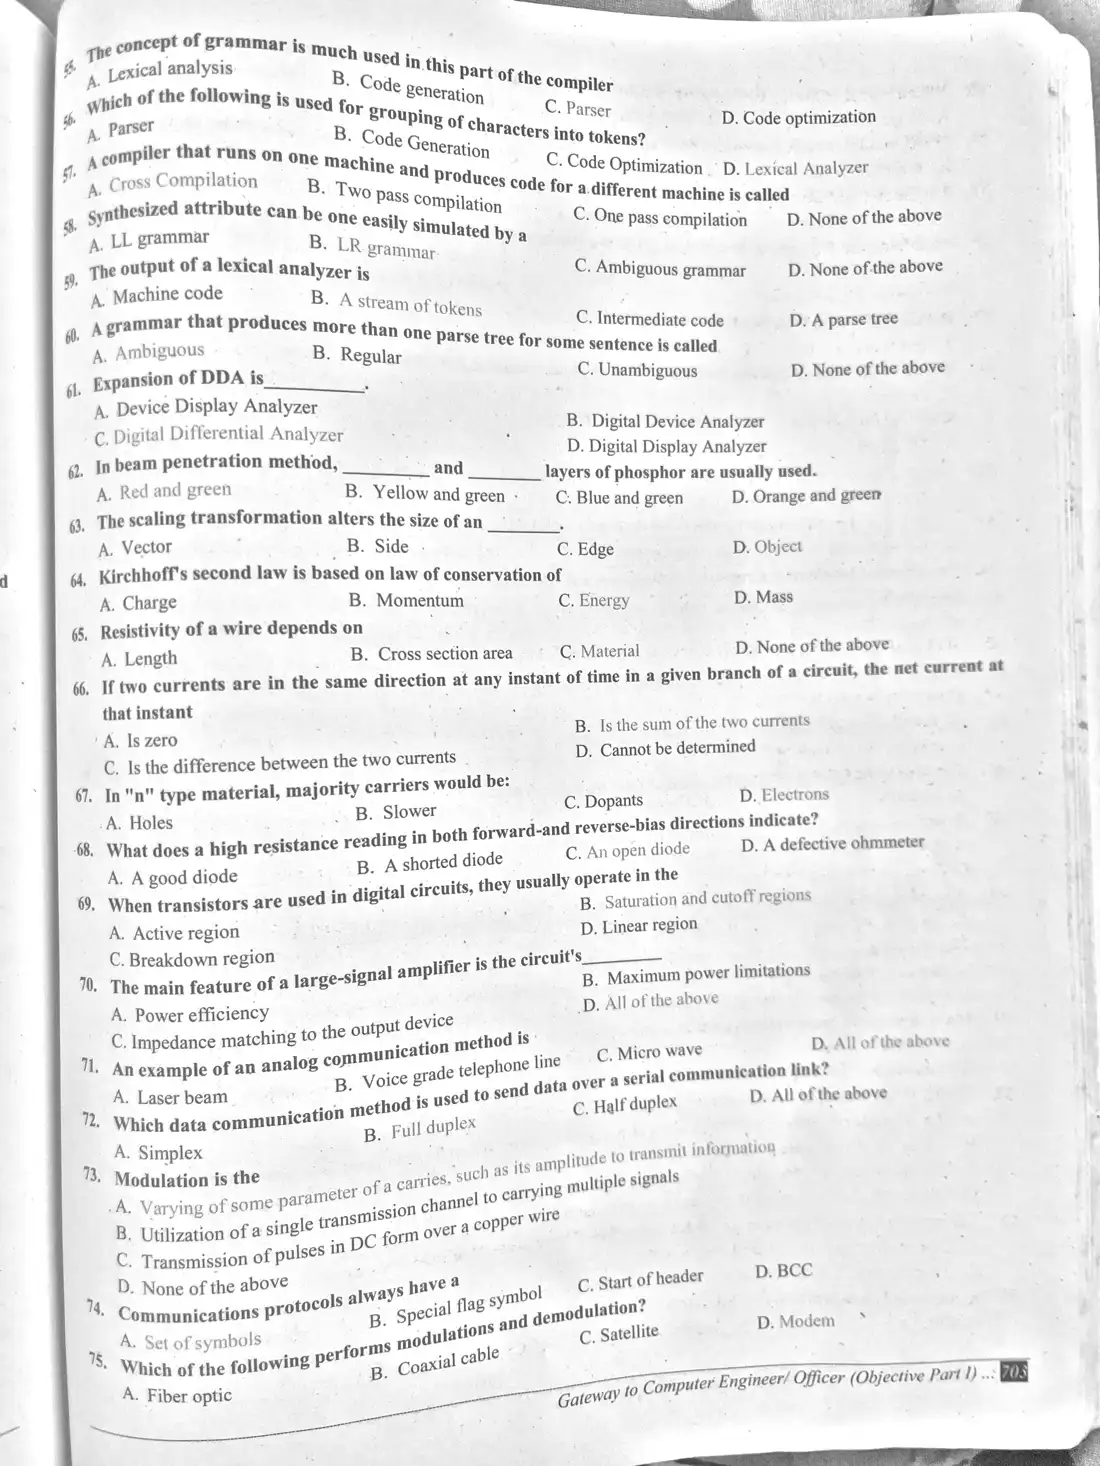 55. The concept of grammar is much used in this part of the compiler
A. Lexical analysis B. Code generation C. Parser D. Code optimization
56. Which of the following is used for grouping of characters into tokens?
A. Parser B. Code Generation C. Code Optimization D. Lexical Analyzer
57. A compiler that runs on one machine and produces code for a different machine is called
A. Cross Compilation B. Two pass compilation C. One pass compilation D. None of the above
58. Synthesized attribute can be one easily simulated by a
A. LL grammar B. LR grammar C. Ambiguous grammar D. None of the above
59. The output of a lexical analyzer is
A. Machine code B. A stream of tokens C. Intermediate code D. A parse tree
60. A grammar that produces more than one parse tree for some sentence is called
A. Ambiguous B. Regular C. Unambiguous D. None of the above
61. Expansion of DDA is__________.
A. Device Display Analyzer B. Digital Device Analyzer
C. Digital Differential Analyzer D. Digital Display Analyzer
62. In beam penetration method, _________ and ________ layers of phosphor are usually used.
A. Red and green B. Yellow and green C. Blue and green D. Orange and green
63. The scaling transformation alters the size of an ________.
A. Vector B. Side C. Edge D. Object
d
64. Kirchhoff's second law is based on law of conservation of
A. Charge B. Momentum C. Energy D. Mass
65. Resistivity of a wire depends on
A. Length B. Cross section area C. Material D. None of the above
66. If two currents are in the same direction at any instant of time in a given branch of a circuit, the net current at
that instant
A. Is zero B. Is the sum of the two currents
C. Is the difference between the two currents D. Cannot be determined
67. In "n" type material, majority carriers would be:
A. Holes B. Slower C. Dopants D. Electrons
68. What does a high resistance reading in both forward-and reverse-bias directions indicate?
A. A good diode B. A shorted diode C. An open diode D. A defective ohmmeter
69. When transistors are used in digital circuits, they usually operate in the
A. Active region B. Saturation and cutoff regions
C. Breakdown region D. Linear region
70. The main feature of a large-signal amplifier is the circuit's_________
A. Power efficiency B. Maximum power limitations
C. Impedance matching to the output device D. All of the above
71. An example of an analog communication method is
A. Laser beam B. Voice grade telephone line C. Micro wave D. All of the above
72. Which data communication method is used to send data over a serial communication link?
A. Simplex B. Full duplex C. Half duplex D. All of the above
73. Modulation is the
A. Varying of some parameter of a carries, such as its amplitude to transmit information
B. Utilization of a single transmission channel to carrying multiple signals
C. Transmission of pulses in DC form over a copper wire
D. None of the above
74. Communications protocols always have a
A. Set of symbols B. Special flag symbol C. Start of header D. BCC
75. Which of the following performs modulations and demodulation?
A. Fiber optic B. Coaxial cable C. Satellite D. Modem
Gateway to Computer Engineer/ Officer (Objective Part I) ... 703